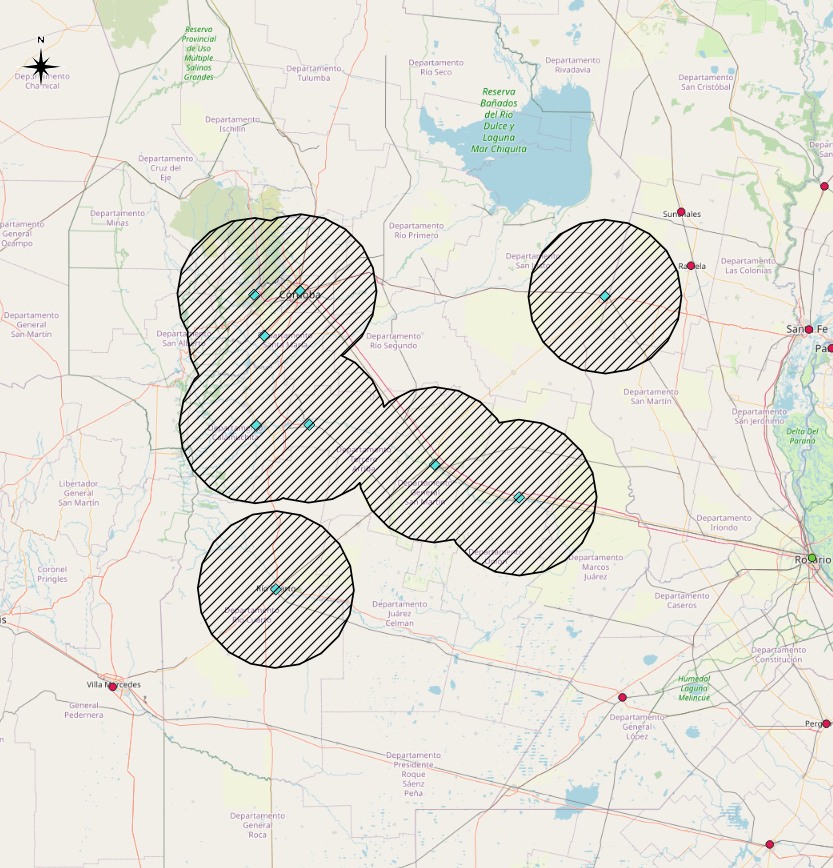 N
Reserva
Provincial
de Uso
Múltiple
Salinas
Grandes
Departamento
Chamical
Departamento
Tulumba
Departamento
Río Seco
Departamento
Rivadavia
Departamento
San Cristóbal
Reserva
Bañados
del Río
Dulce y
Laguna
Mar Chiquita
Departamento
Ischilín
Departamento
Cruz del
Eje
Departamento
Minas
General
Ocampo
Departamento
Río Primero
Sunchales
Departamento
San Justo
Rafaela
Departamento
Las Colonias
Córdoba
Departamento
General
San Martín
Departamento
San Alberto
Departamento
Santa María
Departamento
Río Segundo
Santa Fe
Departamento
San Martín
Departamento
San Jerónimo
Delta Del
Paraná
Departamento
Calamuchita
Departamento
Tercero
Arriba
Departamento
General
San Martín
Libertador
General
San Martín
Departamento
Iriondo
Departamento
Unión
Departamento
Marcos
Juárez
Rosario
Coronel
Pringles
Río Cuarto
Departamento
Río Cuarto
Departamento
Juárez
Celman
Departamento
Caseros
Departamento
Constitución
Villa Mercedes
General
Pedernera
Humedal
Laguna
Melincué
Departamento
General
López
Perg
Departamento
Presidente
Roque
Sáenz
Peña
Departamento
General
Roca